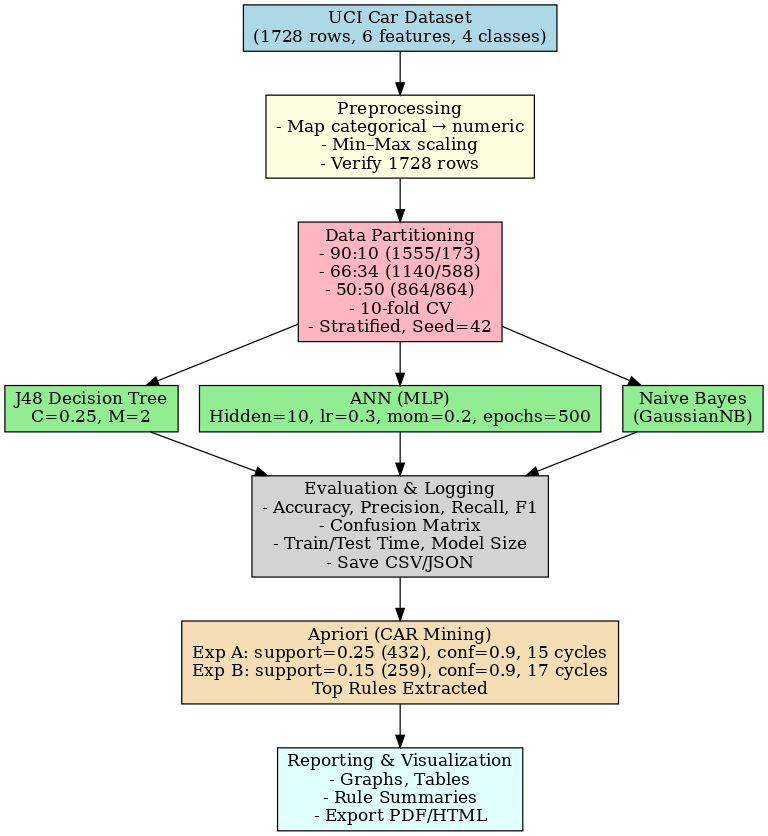 UCI Car Dataset
(1728 rows, 6 features, 4 classes)
Preprocessing
- Map categorical → numeric
- Min–Max scaling
- Verify 1728 rows
Data Partitioning
- 90:10 (1555/173)
- 66:34 (1140/588)
- 50:50 (864/864)
- 10-fold CV
- Stratified, Seed=42
J48 Decision Tree
C=0.25, M=2
ANN (MLP)
Hidden=10, lr=0.3, mom=0.2, epochs=500
Naive Bayes
(GaussianNB)
Evaluation & Logging
- Accuracy, Precision, Recall, F1
- Confusion Matrix
- Train/Test Time, Model Size
- Save CSV/JSON
Apriori (CAR Mining)
Exp A: support=0.25 (432), conf=0.9, 15 cycles
Exp B: support=0.15 (259), conf=0.9, 17 cycles
Top Rules Extracted
Reporting & Visualization
- Graphs, Tables
- Rule Summaries
- Export PDF/HTML